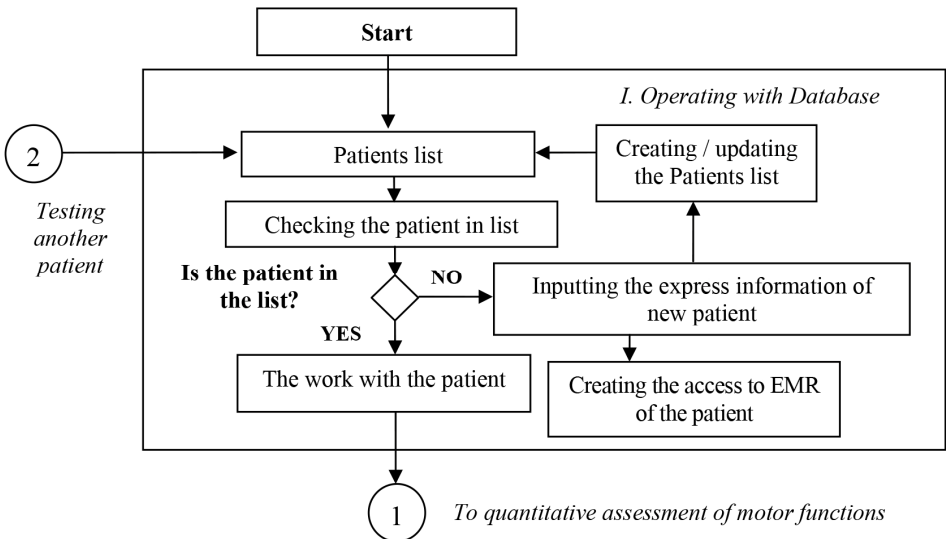 Start
I. Operating with Database
2
Testing
another
patient
Patients list
Creating / updating
the Patients list
Checking the patient in list
Is the patient in
the list?
NO
YES
Inputting the express information of
new patient
The work with the patient
Creating the access to EMR
of the patient
1
To quantitative assessment of motor functions